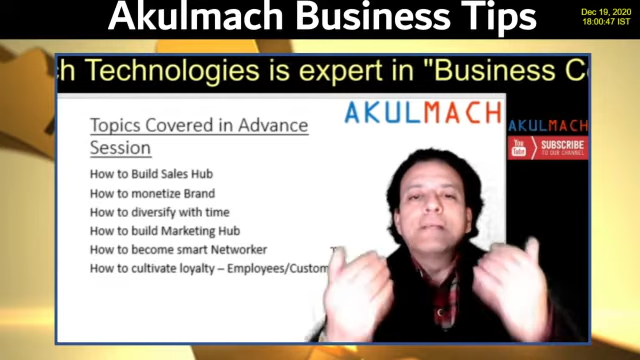 Akulmach Business Tips
Dec 19, 2020
18:00:47 IST
Technologies is expert in "Business
AKULMACH
Topics Covered in Advance
Session
How to Build Sales Hub
How to monetize Brand
How to diversify with time
How to build Marketing Hub
How to become smart Networker
How to cultivate loyalty – Employees/Custom
AKULMACH
You Tube
SUBSCRIBE
TO OUR CHANNEL